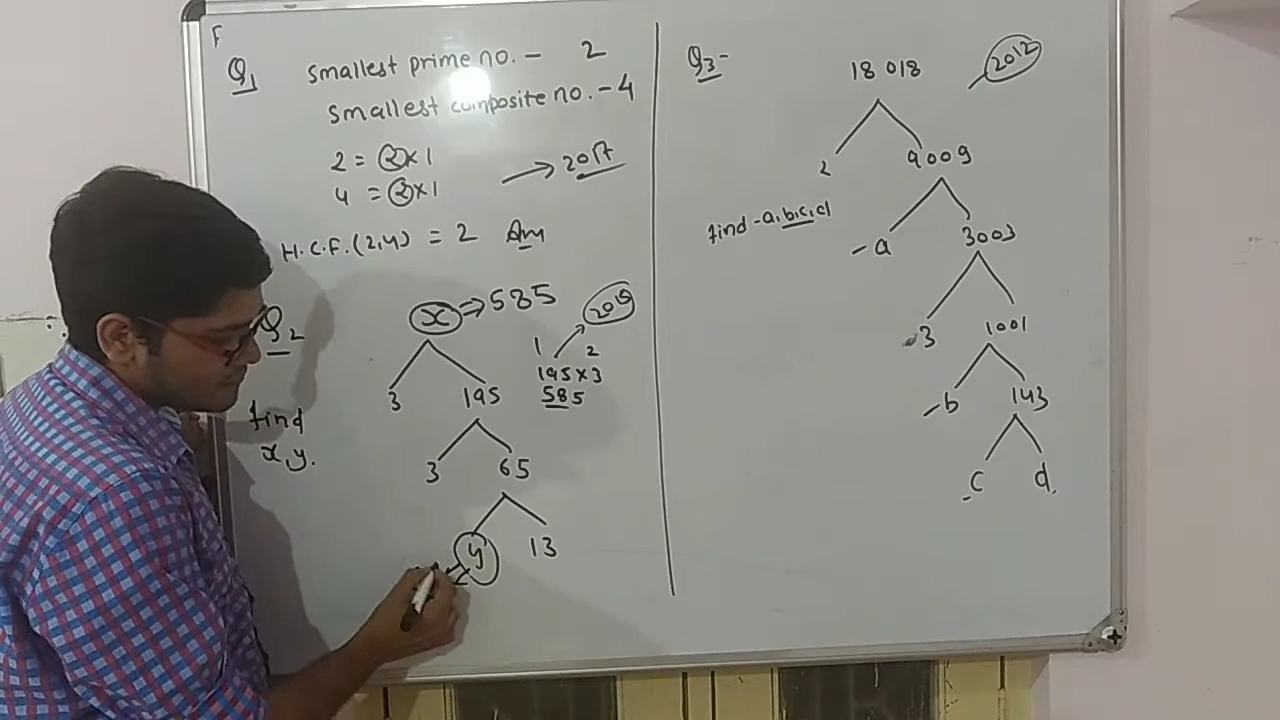 F
Q1 smallest prime no. - 2
smallest composite no. - 4
2 = 2×1
4 = 2×1
→ 2017
H.C.F. (2,4) = 2 Ans
Q2
x ⇒ 585
2019
1 2
195×3
585
3 195
find
x,y.
3 65
y 13
Q3 -
18 018
2012
2 9009
find - a,b,c,d
a 3003
3 1001
b 143
c d